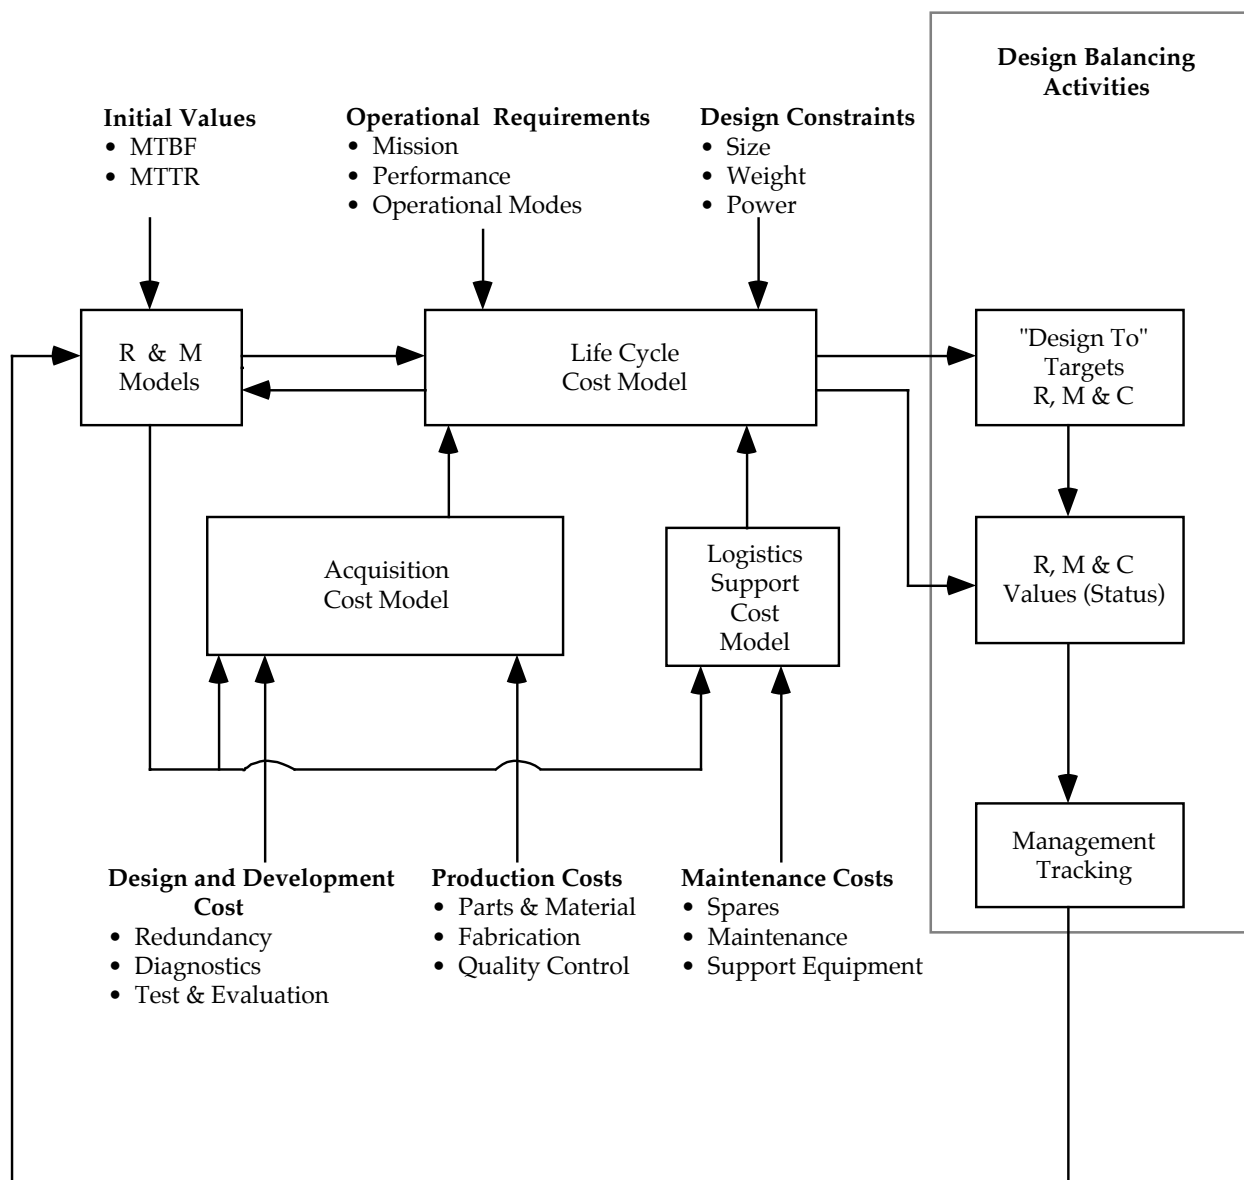 Design Balancing
Activities
Initial Values
• MTBF
• MTTR
Operational Requirements
• Mission
• Performance
• Operational Modes
Design Constraints
• Size
• Weight
• Power
R & M
Models
Life Cycle
Cost Model
"Design To"
Targets
R, M & C
Acquisition
Cost Model
Logistics
Support
Cost
Model
R, M & C
Values (Status)
Management
Tracking
Design and Development
Cost
• Redundancy
• Diagnostics
• Test & Evaluation
Production Costs
• Parts & Material
• Fabrication
• Quality Control
Maintenance Costs
• Spares
• Maintenance
• Support Equipment